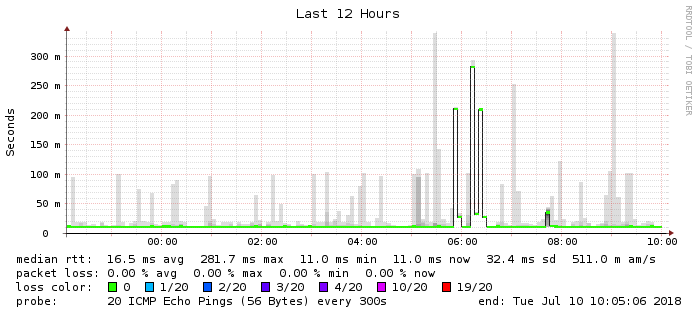 Last 12 Hours
RRDTOOL / TOBI OETIKER
Seconds
300 m
250 m
200 m
150 m
100 m
50 m
0
00:00 02:00 04:00 06:00 08:00 10:00
median rtt: 16.5 ms avg 281.7 ms max 11.0 ms min 11.0 ms now 32.4 ms sd 511.0 m am/s
packet loss: 0.00 % avg 0.00 % max 0.00 % min 0.00 % now
loss color: 0 1/20 2/20 3/20 4/20 10/20 19/20
probe: 20 ICMP Echo Pings (56 Bytes) every 300s end: Tue Jul 10 10:05:06 2018